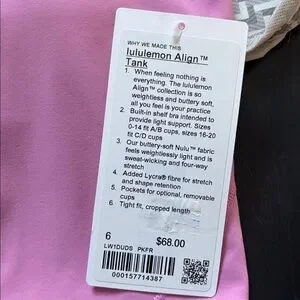 WHY WE MADE THIS
lululemon Align™
Tank
1. When feeling nothing is
everything. The lululemon
Align™ collection is so
weightless and buttery soft,
all you feel is your practice
2. Built-in shelf bra intended to
provide light support. Sizes
0-14 fit A/B cups, sizes 16-20
fit C/D cups
3. Our buttery-soft Nulu™ fabric
feels weightlessly light and is
sweat-wicking and four-way
stretch
4. Added Lycra® fibre for stretch
and shape retention
5. Pockets for optional, removable
cups
6. Tight fit, cropped length
6 $68.00
LW1DUDS PKFR
000157714387